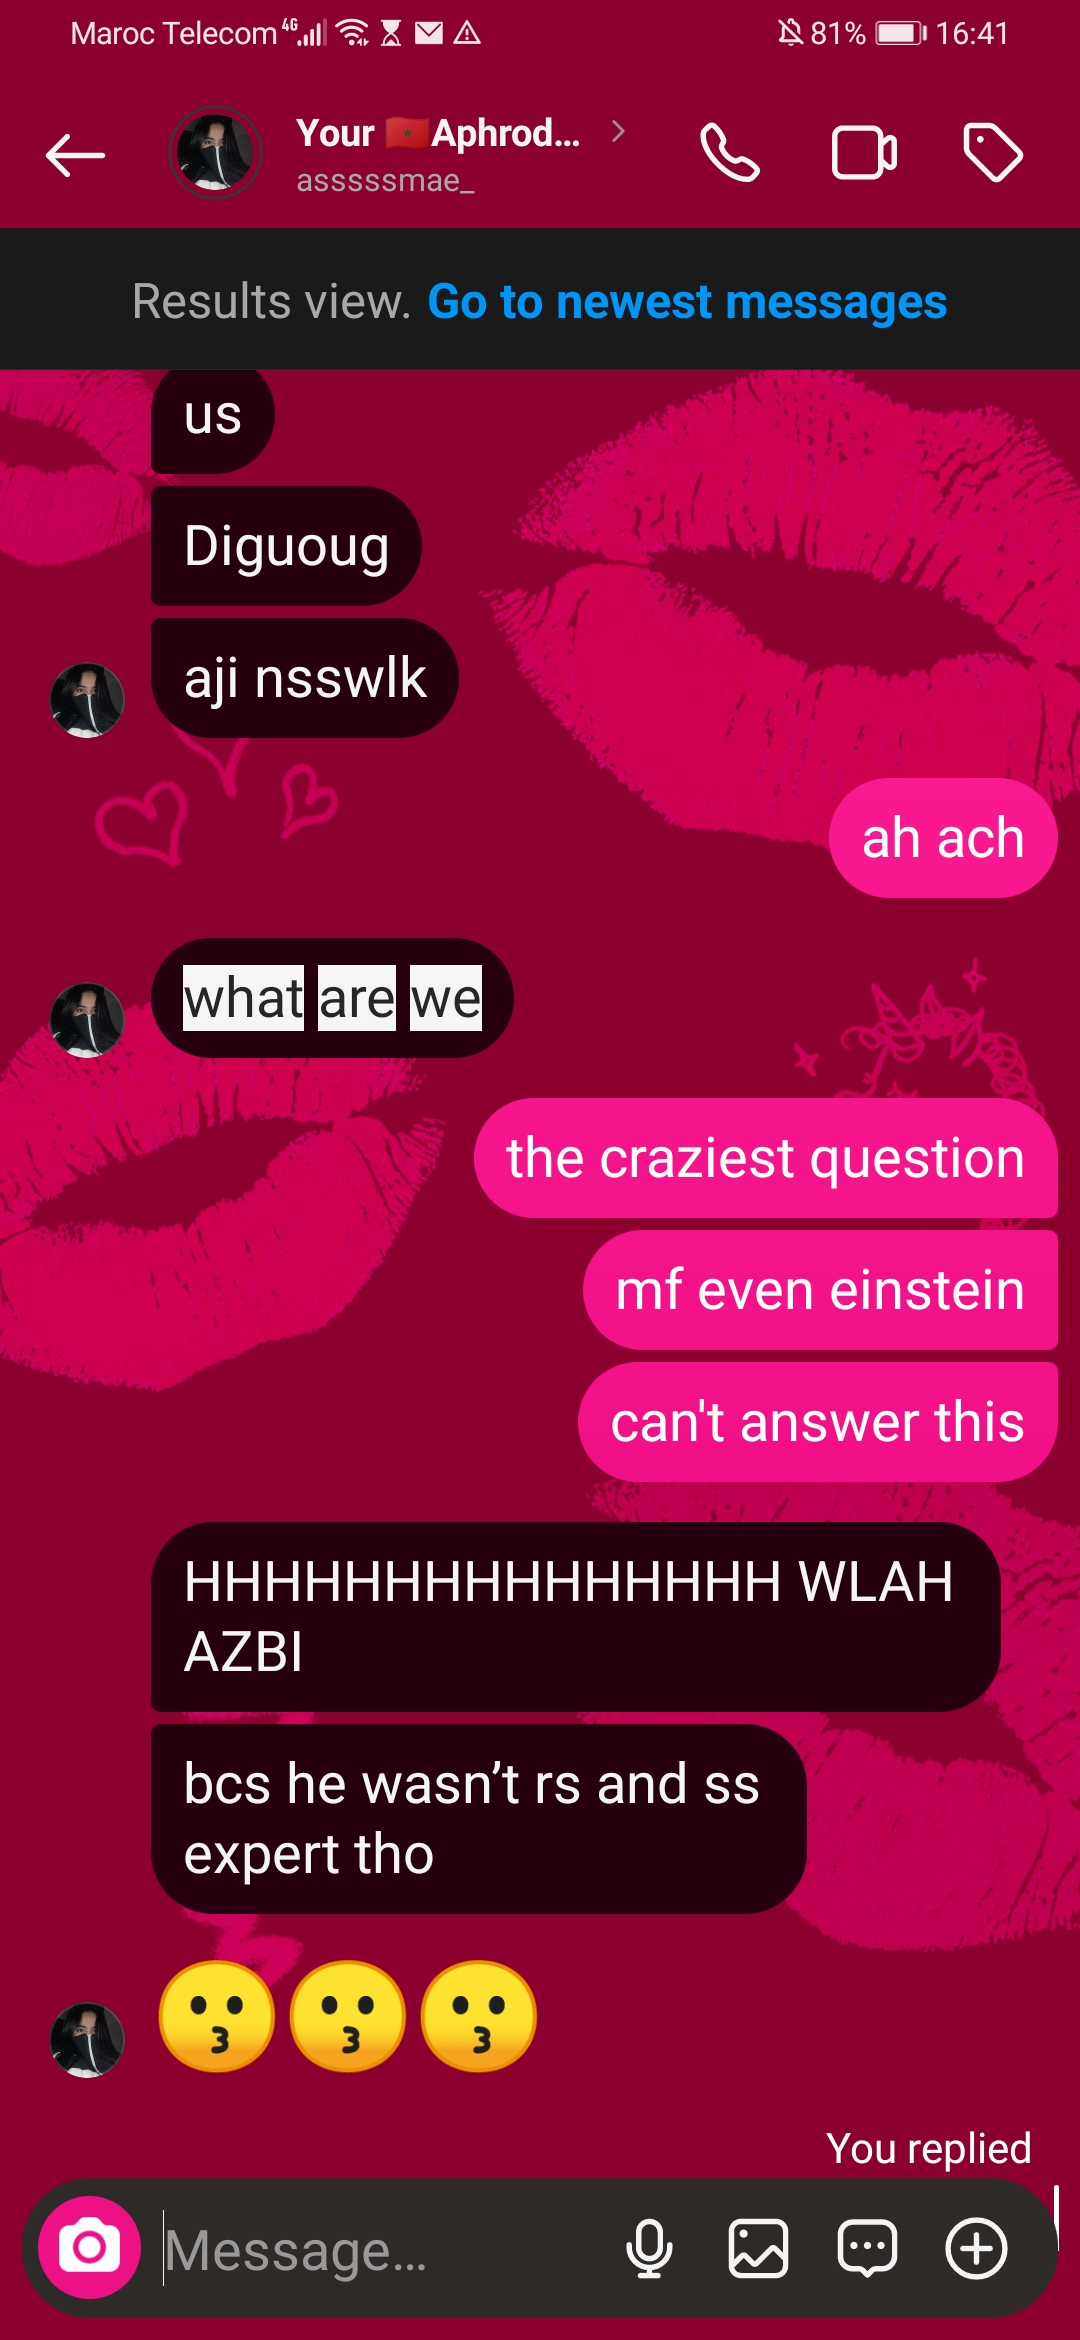 Maroc Telecom 4G 81% 16:41
Your 🇲🇦Aphrod...
asssssmae_
Results view. Go to newest messages
us
Diguoug
aji nsswlk
ah ach
what are we
the craziest question
mf even einstein
can't answer this
HHHHHHHHHHHHHHH WLAH
AZBI
bcs he wasn’t rs and ss
expert tho
😗😗😗
You replied
Message...